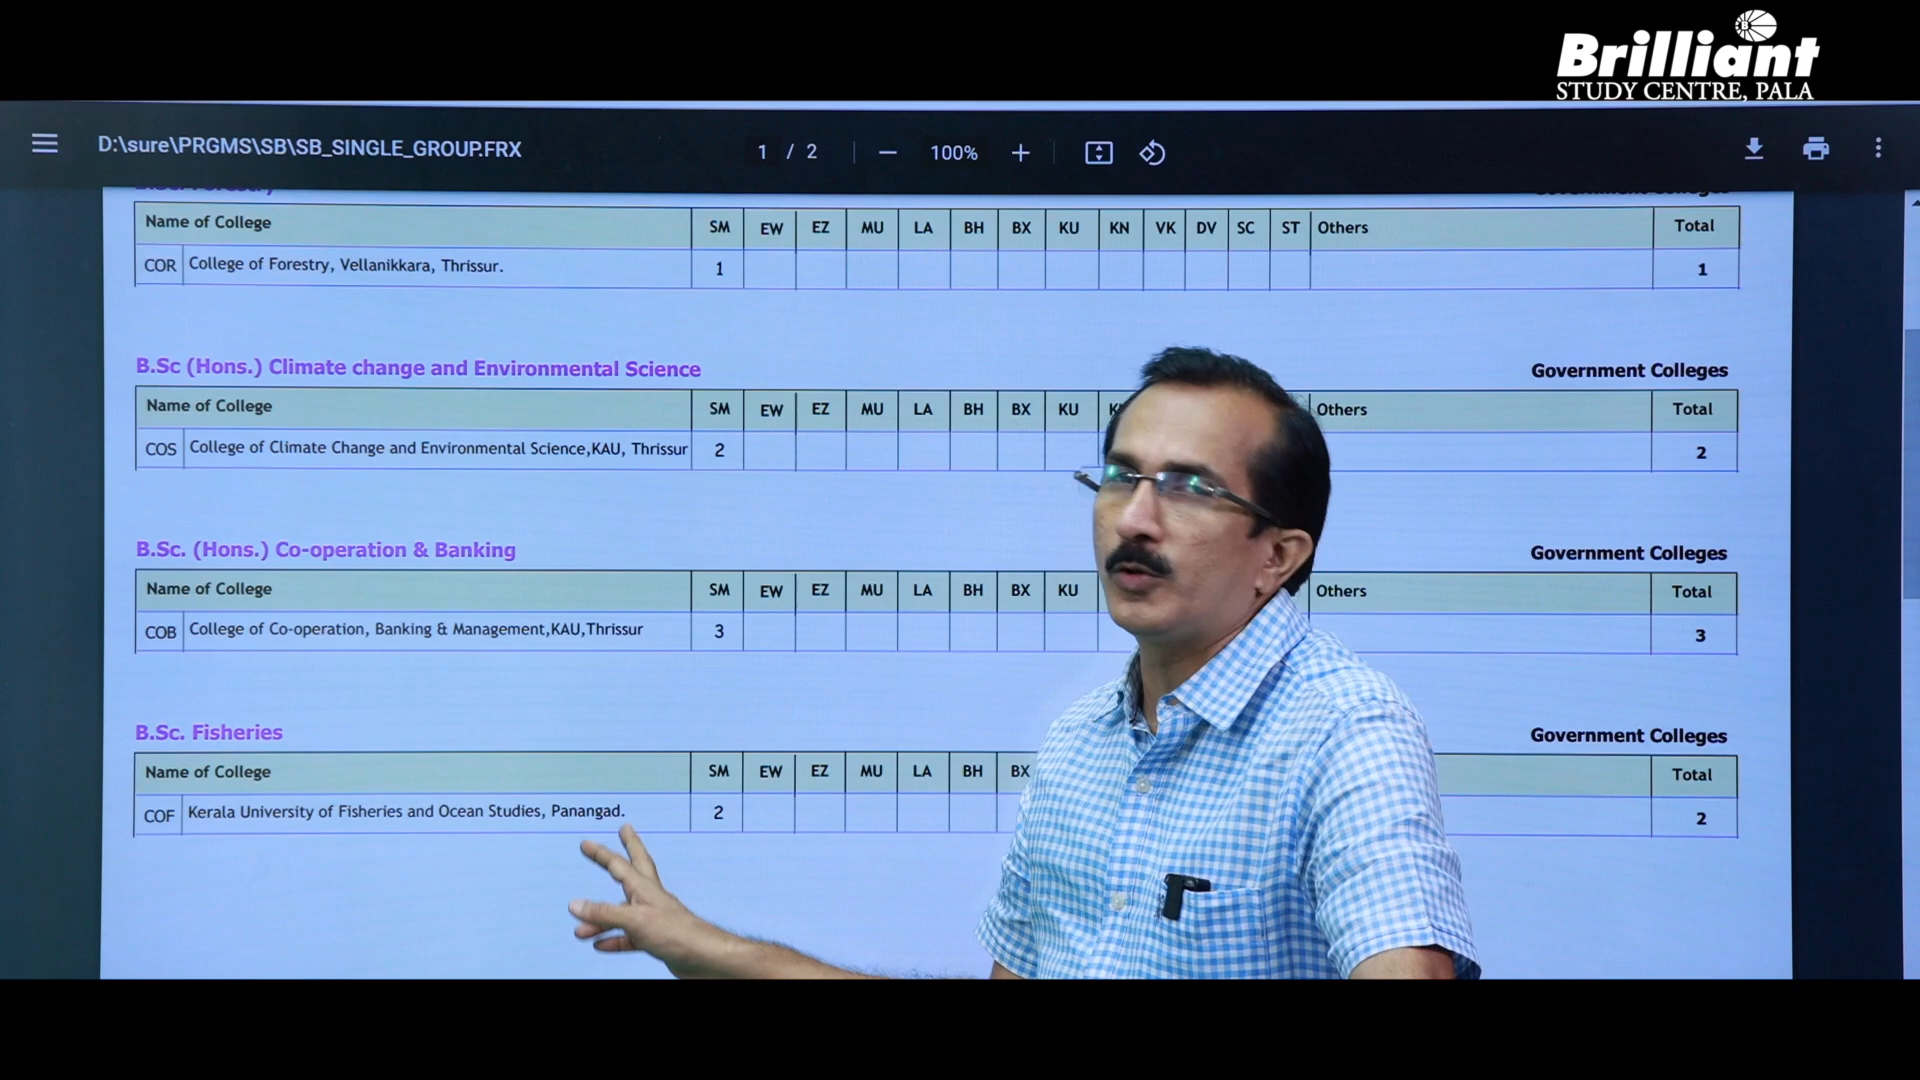 Brilliant
STUDY CENTRE, PALA
D:\sure\PRGMS\SB\SB_SINGLE_GROUP.FRX 1 / 2 100%
Name of College SM EW EZ MU LA BH BX KU KN VK DV SC ST Others Total
COR College of Forestry, Vellanikkara, Thrissur. 1 1
B.Sc (Hons.) Climate change and Environmental Science Government Colleges
Name of College SM EW EZ MU LA BH BX KU Others Total
COS College of Climate Change and Environmental Science,KAU, Thrissur 2 2
B.Sc. (Hons.) Co-operation & Banking Government Colleges
Name of College SM EW EZ MU LA BH BX KU Others Total
COB College of Co-operation, Banking & Management,KAU,Thrissur 3 3
B.Sc. Fisheries Government Colleges
Name of College SM EW EZ MU LA BH BX Total
COF Kerala University of Fisheries and Ocean Studies, Panangad. 2 2